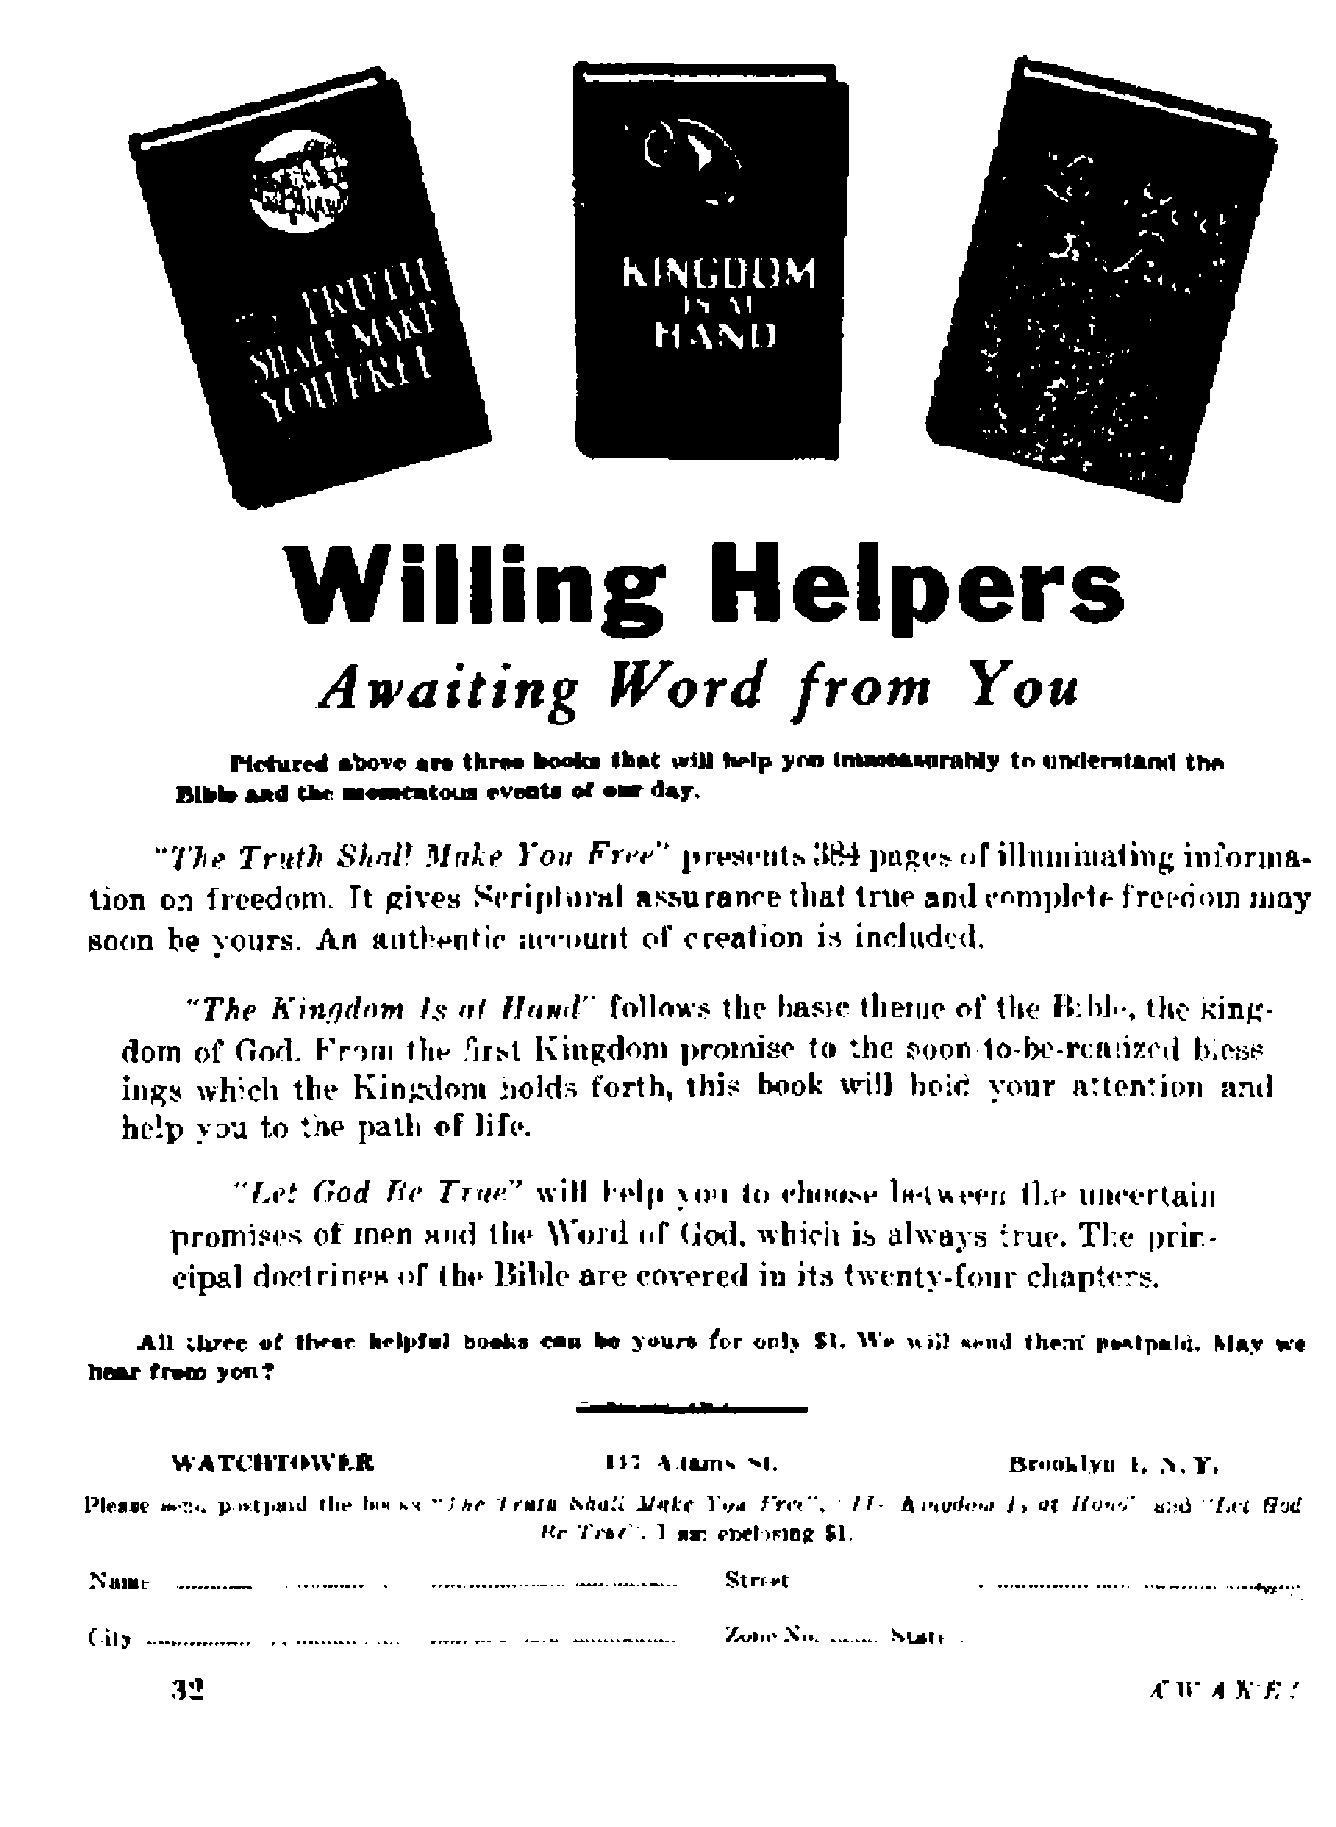 TRUTH
SHALL MAKE
YOU FREE
KINGDOM
IS AT
HAND
Willing Helpers
Awaiting Word from You
Pictured above are three books that will help you immeasurably to understand the
Bible and the momentous events of our day.
"The Truth Shall Make You Free" presents 384 pages of illuminating informa-
tion on freedom. It gives Scriptural assurance that true and complete freedom may
soon be yours. An authentic account of creation is included.
"The Kingdom Is at Hand" follows the basic theme of the Bible, the king-
dom of God. From the first Kingdom promise to the soon-to-be-realized bless
ings which the Kingdom holds forth, this book will hold your attention and
help you to the path of life.
"Let God Be True" will help you to choose between the uncertain
promises of men and the Word of God, which is always true. The prin-
cipal doctrines of the Bible are covered in its twenty-four chapters.
All three of these helpful books can be yours for only $1. We will send them postpaid. May we
hear from you?
WATCHTOWER 117 Adams St. Brooklyn 1, N. Y.
Please send postpaid the books "The Truth Shall Make You Free", "The Kingdom Is at Hand" and "Let God
Be True". I am enclosing $1.
Name Street
City Zone No. State
32 AWAKE!